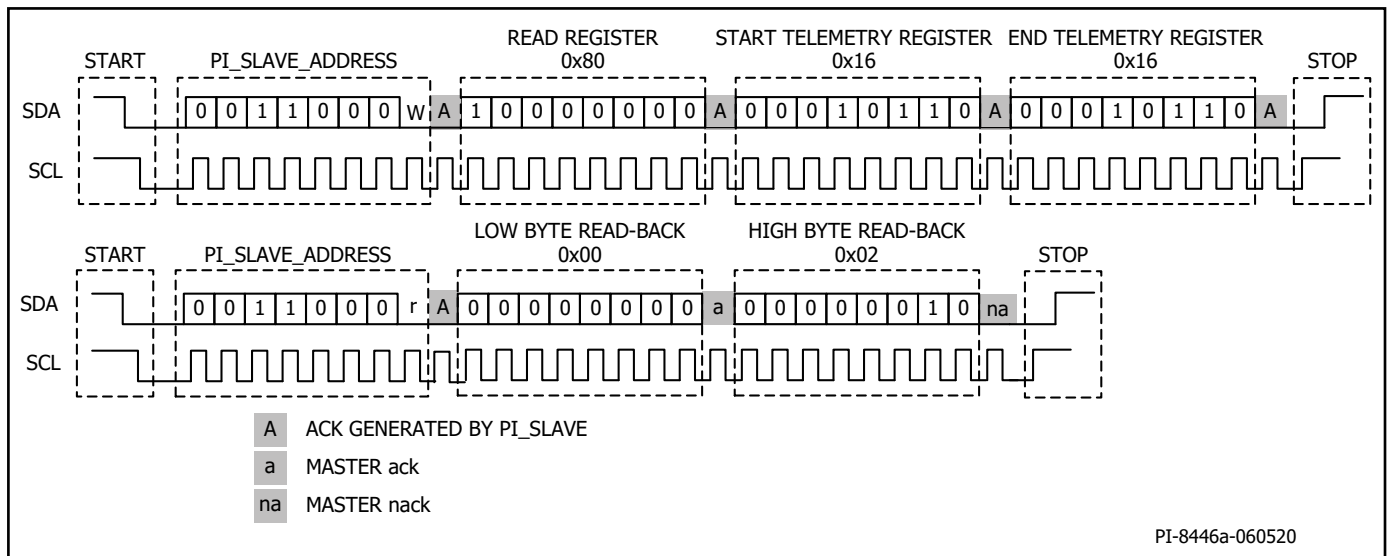 READ REGISTER START TELEMETRY REGISTER END TELEMETRY REGISTER
START PI_SLAVE_ADDRESS 0x80 0x16 0x16 STOP
SDA 0 0 1 1 0 0 0 W A 1 0 0 0 0 0 0 0 A 0 0 0 1 0 1 1 0 A 0 0 0 1 0 1 1 0 A
SCL
LOW BYTE READ-BACK HIGH BYTE READ-BACK
START PI_SLAVE_ADDRESS 0x00 0x02 STOP
SDA 0 0 1 1 0 0 0 r A 0 0 0 0 0 0 0 0 a 0 0 0 0 0 0 1 0 na
SCL
A ACK GENERATED BY PI_SLAVE
a MASTER ack
na MASTER nack
PI-8446a-060520